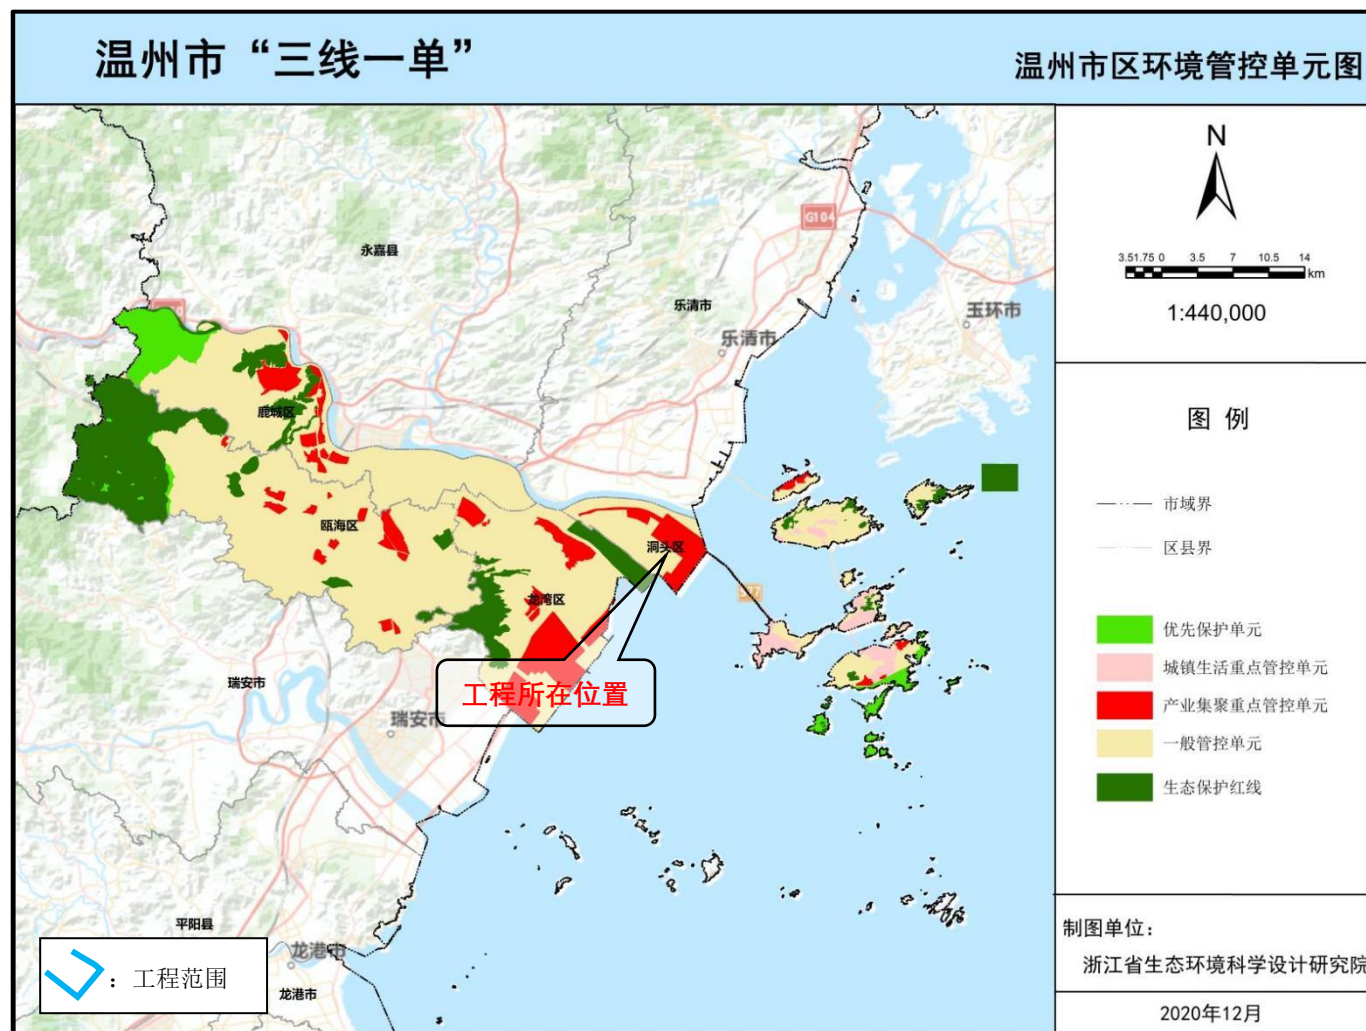 温州市“三线一单”
温州市区环境管控单元图
N
3.51.75 0 3.5 7 10.5 14
km
1:440,000
图 例
市域界
区县界
优先保护单元
城镇生活重点管控单元
产业集聚重点管控单元
一般管控单元
生态保护红线
制图单位：
浙江省生态环境科学设计研究院
2020年12月
G104
永嘉县
乐清市
乐清市
玉环市
鹿城区
瓯海区
洞头区
龙湾区
工程所在位置
瑞安市
瑞安市
平阳县
龙港市
龙港市
：工程范围